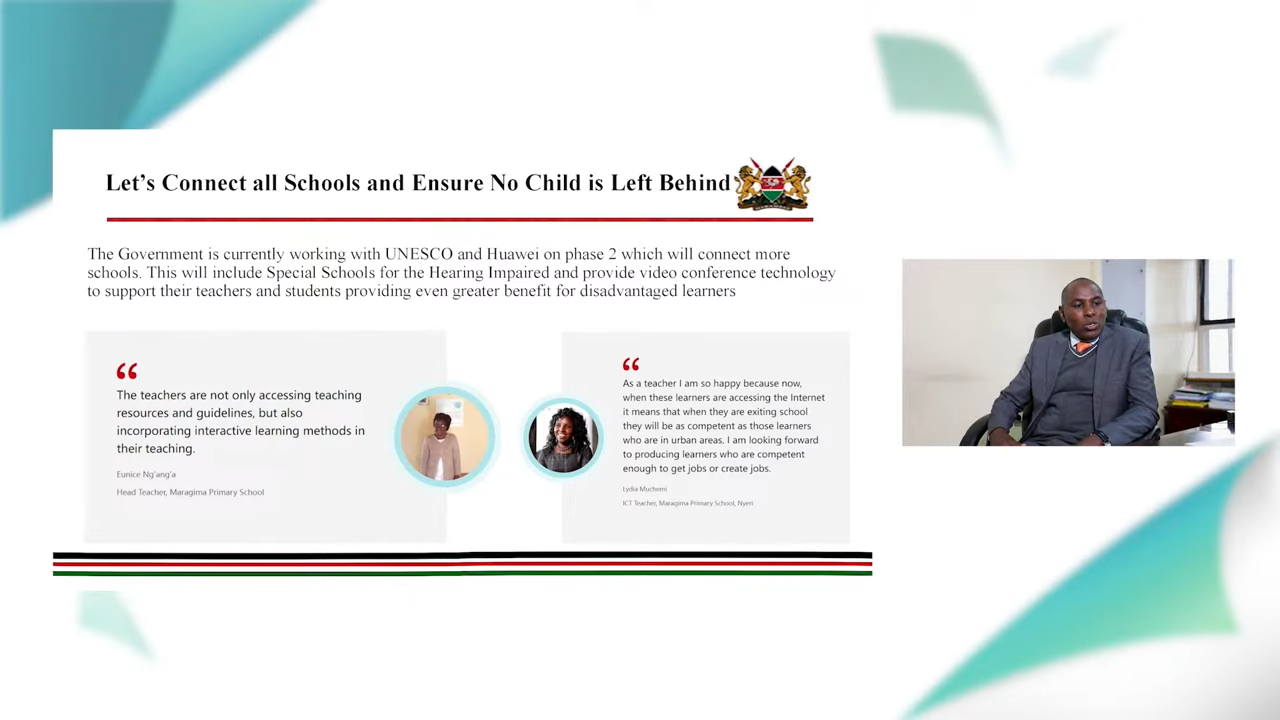 Let’s Connect all Schools and Ensure No Child is Left Behind
The Government is currently working with UNESCO and Huawei on phase 2 which will connect more
schools. This will include Special Schools for the Hearing Impaired and provide video conference technology
to support their teachers and students providing even greater benefit for disadvantaged learners
“
The teachers are not only accessing teaching
resources and guidelines, but also
incorporating interactive learning methods in
their teaching.
Eunice Ng'ang'a
Head Teacher, Maragima Primary School
“
As a teacher I am so happy because now,
when these learners are accessing the Internet
it means that when they are exiting school
they will be as competent as those learners
who are in urban areas. I am looking forward
to producing learners who are competent
enough to get jobs or create jobs.
Lydia Muchemi
ICT Teacher, Maragima Primary School, Nyeri